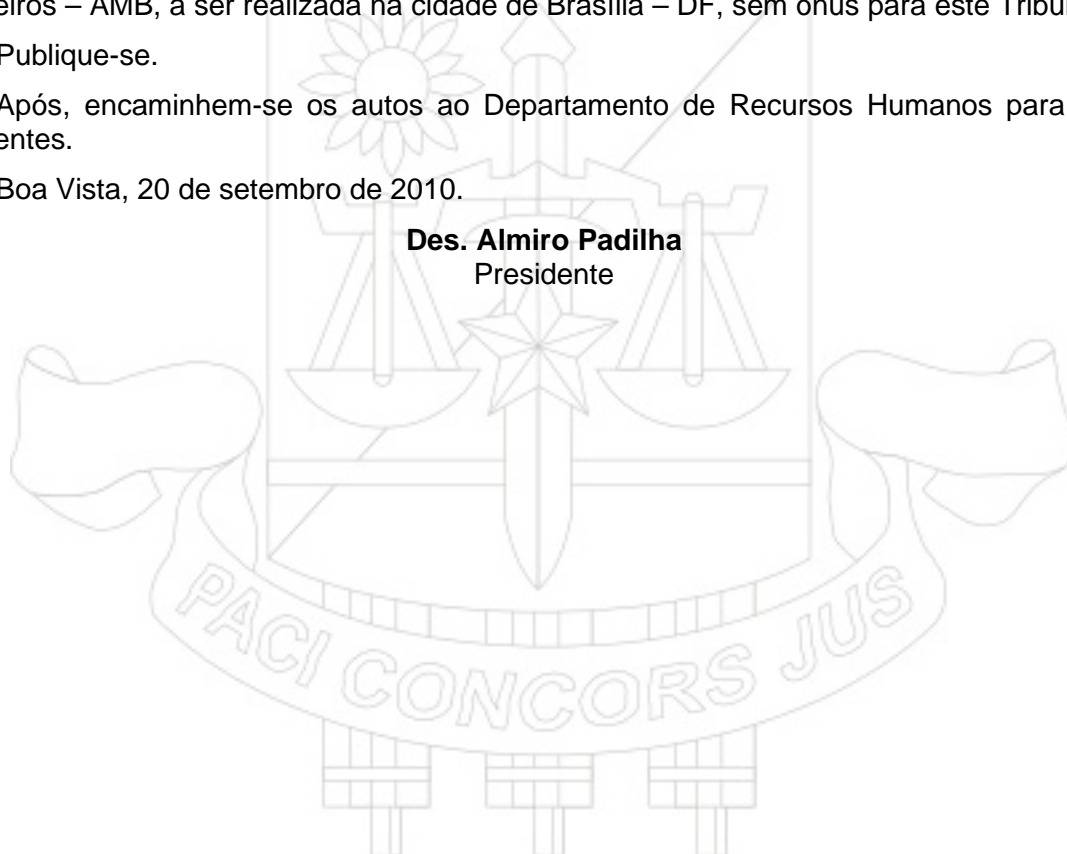 eiros – AMB, a ser realizada na cidade de Brasília – DF, sem ônus para este Tribu
Publique-se.
Após, encaminhem-se os autos ao Departamento de Recursos Humanos para
entes.
Boa Vista, 20 de setembro de 2010.
Des. Almiro Padilha
Presidente
PACI CONCORS JUS